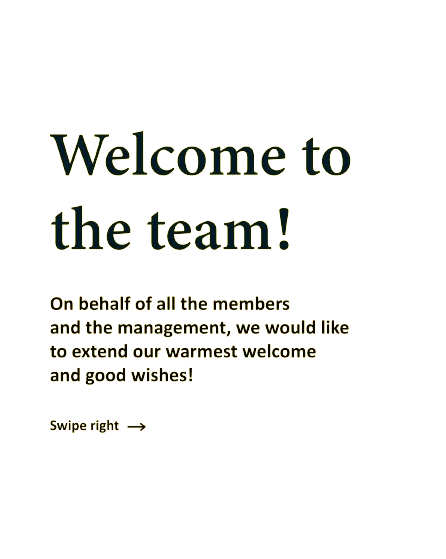 Welcome to
the team!
On behalf of all the members
and the management, we would like
to extend our warmest welcome
and good wishes!
Swipe right →